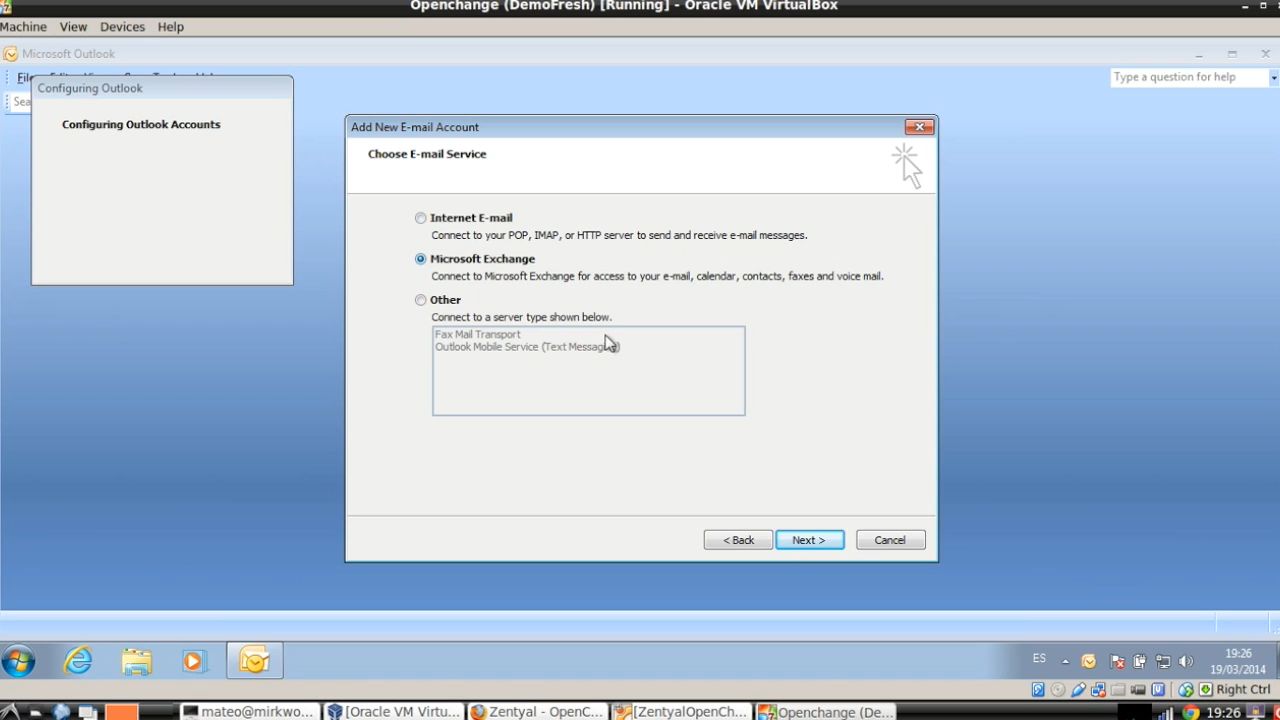 Openchange (DemoFresh) [Running] - Oracle VM VirtualBox
Machine View Devices Help
Microsoft Outlook
Type a question for help
Configuring Outlook
Configuring Outlook Accounts
Add New E-mail Account
Choose E-mail Service
Internet E-mail
Connect to your POP, IMAP, or HTTP server to send and receive e-mail messages.
Microsoft Exchange
Connect to Microsoft Exchange for access to your e-mail, calendar, contacts, faxes and voice mail.
Other
Connect to a server type shown below.
Fax Mail Transport
Outlook Mobile Service (Text Messag
< Back Next > Cancel
ES
19:26
19/03/2014
Right Ctrl
mateo@mirkwo... [Oracle VM Virtu... Zentyal - OpenC... [ZentyalOpenCh... Openchange (De... 19:26